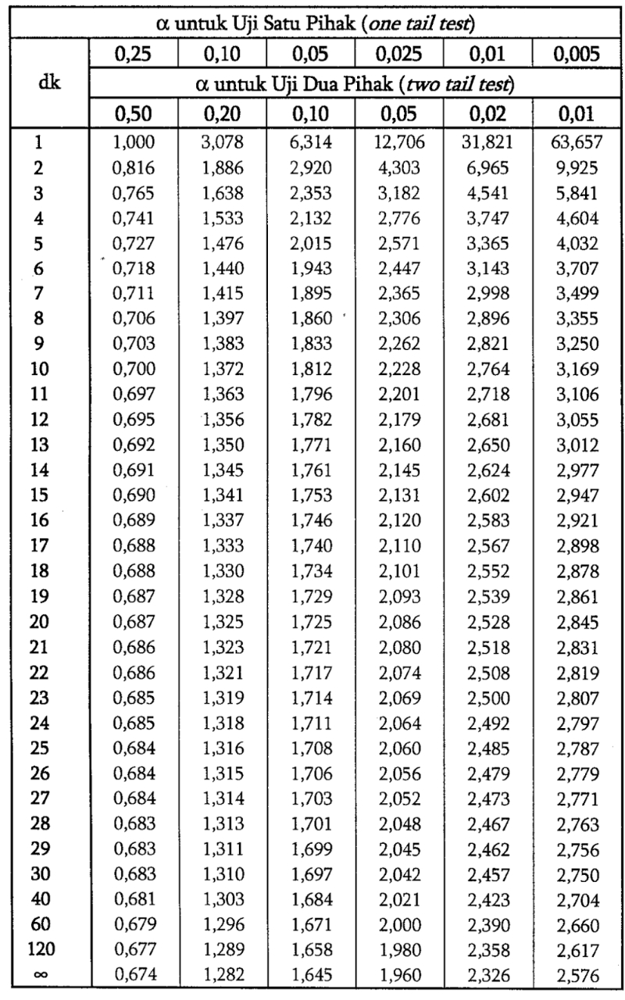 α untuk Uji Satu Pihak (one tail test)
0,25 0,10 0,05 0,025 0,01 0,005
dk α untuk Uji Dua Pihak (two tail test)
0,50 0,20 0,10 0,05 0,02 0,01
1 1,000 3,078 6,314 12,706 31,821 63,657
2 0,816 1,886 2,920 4,303 6,965 9,925
3 0,765 1,638 2,353 3,182 4,541 5,841
4 0,741 1,533 2,132 2,776 3,747 4,604
5 0,727 1,476 2,015 2,571 3,365 4,032
6 0,718 1,440 1,943 2,447 3,143 3,707
7 0,711 1,415 1,895 2,365 2,998 3,499
8 0,706 1,397 1,860 2,306 2,896 3,355
9 0,703 1,383 1,833 2,262 2,821 3,250
10 0,700 1,372 1,812 2,228 2,764 3,169
11 0,697 1,363 1,796 2,201 2,718 3,106
12 0,695 1,356 1,782 2,179 2,681 3,055
13 0,692 1,350 1,771 2,160 2,650 3,012
14 0,691 1,345 1,761 2,145 2,624 2,977
15 0,690 1,341 1,753 2,131 2,602 2,947
16 0,689 1,337 1,746 2,120 2,583 2,921
17 0,688 1,333 1,740 2,110 2,567 2,898
18 0,688 1,330 1,734 2,101 2,552 2,878
19 0,687 1,328 1,729 2,093 2,539 2,861
20 0,687 1,325 1,725 2,086 2,528 2,845
21 0,686 1,323 1,721 2,080 2,518 2,831
22 0,686 1,321 1,717 2,074 2,508 2,819
23 0,685 1,319 1,714 2,069 2,500 2,807
24 0,685 1,318 1,711 2,064 2,492 2,797
25 0,684 1,316 1,708 2,060 2,485 2,787
26 0,684 1,315 1,706 2,056 2,479 2,779
27 0,684 1,314 1,703 2,052 2,473 2,771
28 0,683 1,313 1,701 2,048 2,467 2,763
29 0,683 1,311 1,699 2,045 2,462 2,756
30 0,683 1,310 1,697 2,042 2,457 2,750
40 0,681 1,303 1,684 2,021 2,423 2,704
60 0,679 1,296 1,671 2,000 2,390 2,660
120 0,677 1,289 1,658 1,980 2,358 2,617
∞ 0,674 1,282 1,645 1,960 2,326 2,576